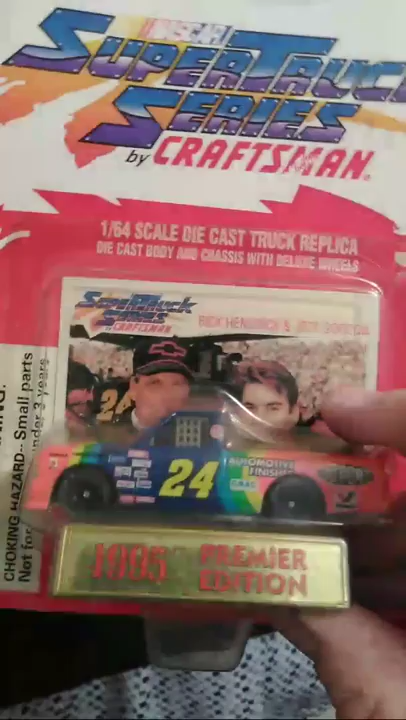 NASCAR
SUPERTRUCK
SERIES
by CRAFTSMAN
1/64 SCALE DIE CAST TRUCK REPLICA
DIE CAST BODY AND CHASSIS WITH DELUXE WHEELS
SUPERTRUCK
SERIES
by CRAFTSMAN
RICK HENDRICK & JEFF GORDON
24
24
AUTOMOTIVE
FINISHES
1995 PREMIER
EDITION
CHOKING HAZARD-- Small parts
Not for under 3 years